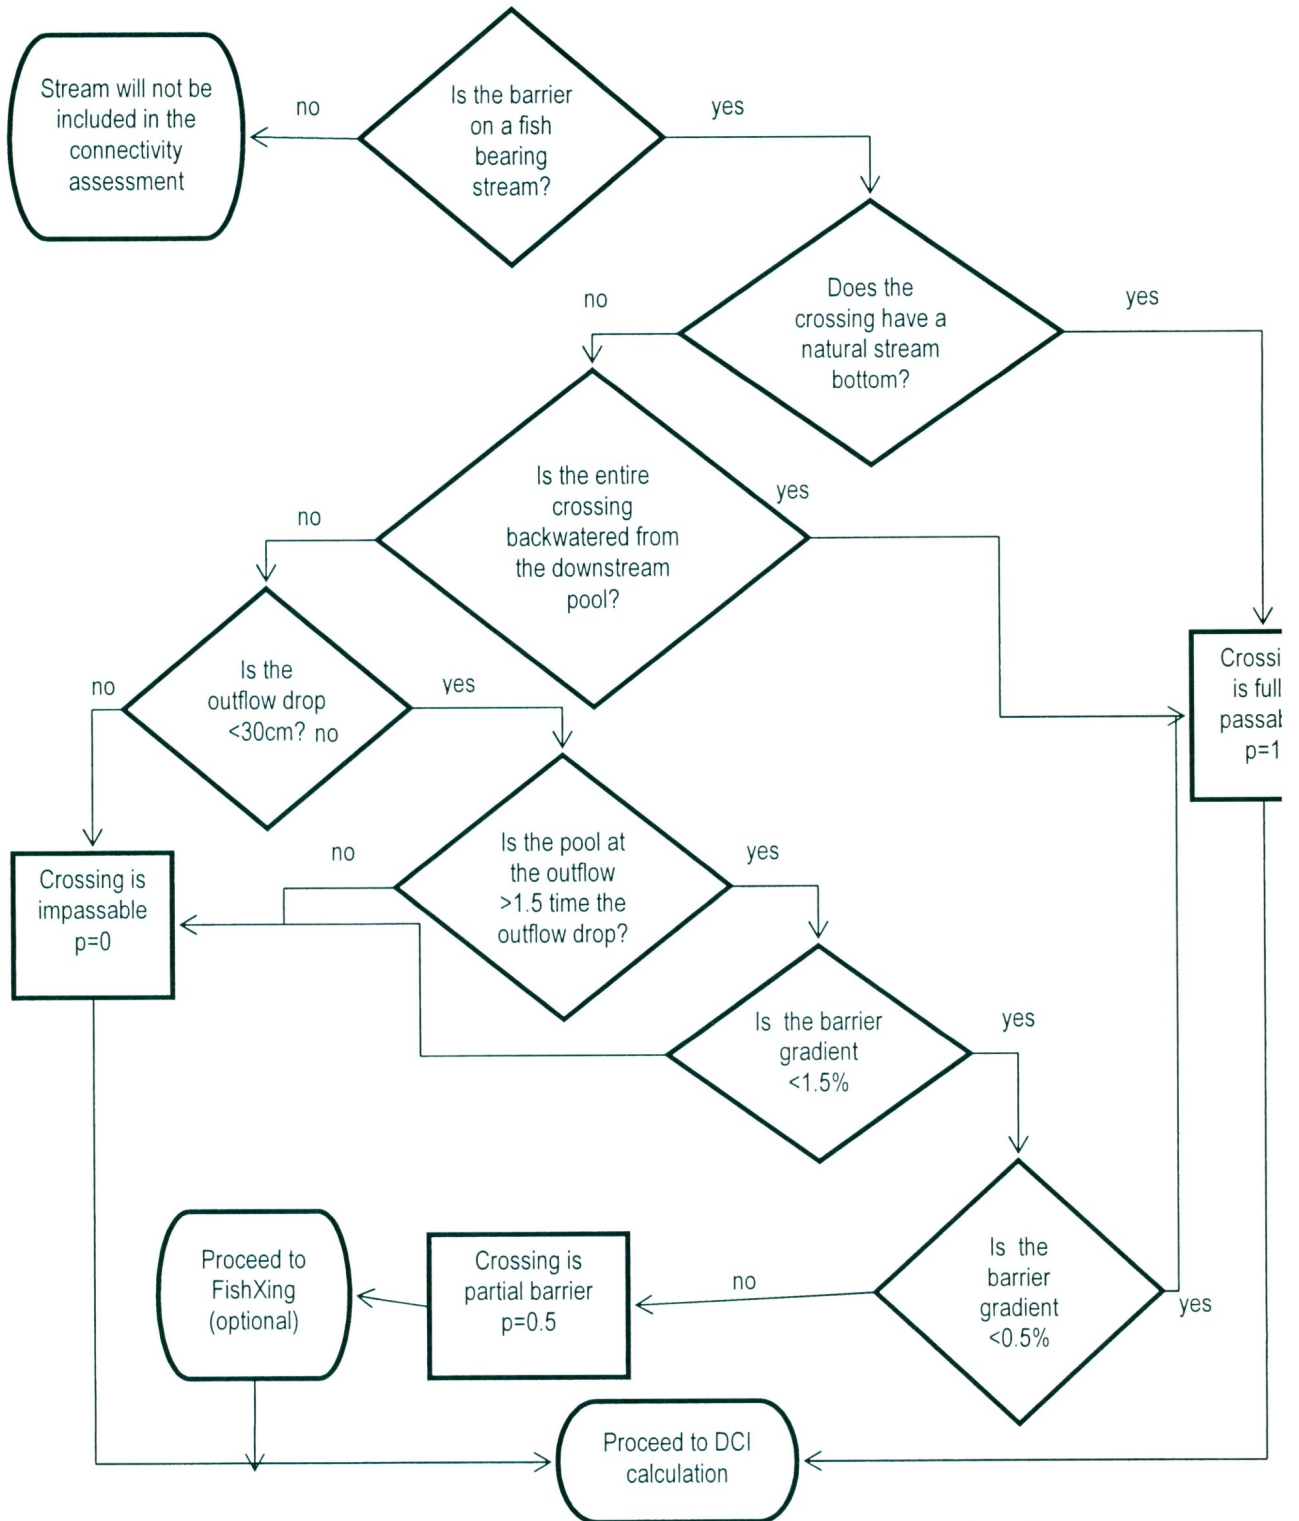 Stream will not be
included in the
connectivity
assessment
no
Is the barrier
on a fish
bearing
stream?
yes
Does the
crossing have a
natural stream
bottom?
no
yes
Is the entire
crossing
backwatered from
the downstream
pool?
no
yes
Is the
outflow drop
<30cm? no
no
yes
Crossi
is full
passab
p=1
Is the pool at
the outflow
>1.5 time the
outflow drop?
no
yes
Crossing is
impassable
p=0
Is the barrier
gradient
<1.5%
yes
Is the
barrier
gradient
<0.5%
no
yes
Crossing is
partial barrier
p=0.5
Proceed to
FishXing
(optional)
Proceed to DCI
calculation